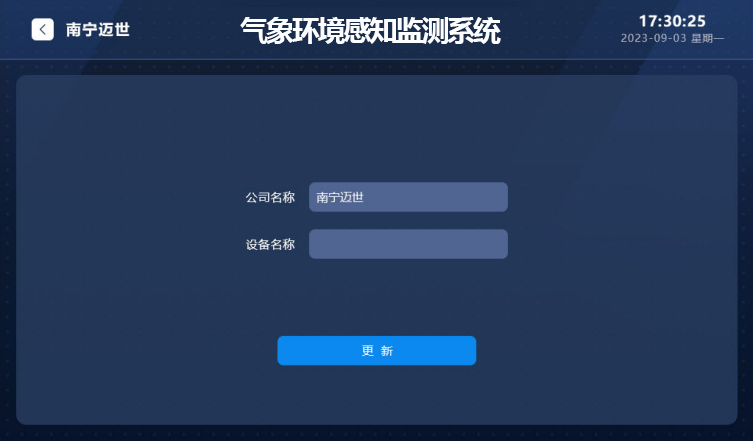 南宁迈世
气象环境感知监测系统
17:30:25
2023-09-03 星期一
公司名称 南宁迈世
设备名称
更 新